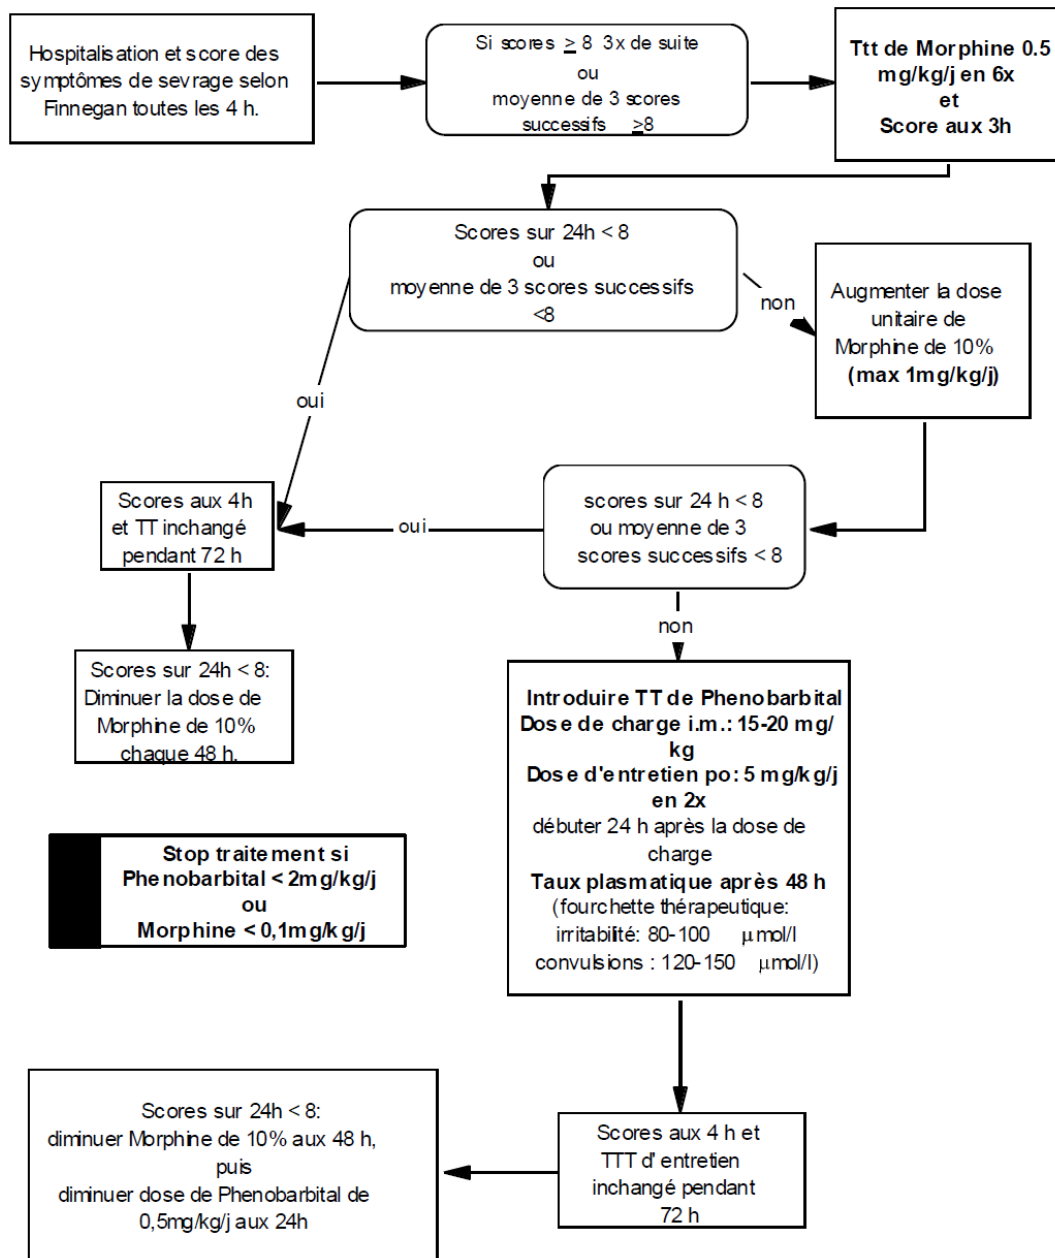 Hospitalisation et score des
symptômes de sevrage selon
Finnegan toutes les 4 h.
Si scores ≥ 8 3x de suite
ou
moyenne de 3 scores
successifs ≥8
Ttt de Morphine 0.5
mg/kg/j en 6x
et
Score aux 3h
Scores sur 24h < 8
ou
moyenne de 3 scores successifs
<8
non
Augmenter la dose
unitaire de
Morphine de 10%
(max 1mg/kg/j)
oui
Scores aux 4h
et TT inchangé
pendant 72 h
oui
scores sur 24 h < 8
ou moyenne de 3
scores successifs < 8
non
Scores sur 24h < 8:
Diminuer la dose de
Morphine de 10%
chaque 48 h.
Introduire TT de Phenobarbital
Dose de charge i.m.: 15-20 mg/
kg
Dose d'entretien po: 5 mg/kg/j
en 2x
débuter 24 h après la dose de
charge
Taux plasmatique après 48 h
(fourchette thérapeutique:
irritabilité: 80-100 µmol/l
convulsions : 120-150 µmol/l)
Stop traitement si
Phenobarbital < 2mg/kg/j
ou
Morphine < 0,1mg/kg/j
Scores aux 4 h et
TTT d' entretien
inchangé pendant
72 h
Scores sur 24h < 8:
diminuer Morphine de 10% aux 48 h,
puis
diminuer dose de Phenobarbital de
0,5mg/kg/j aux 24h